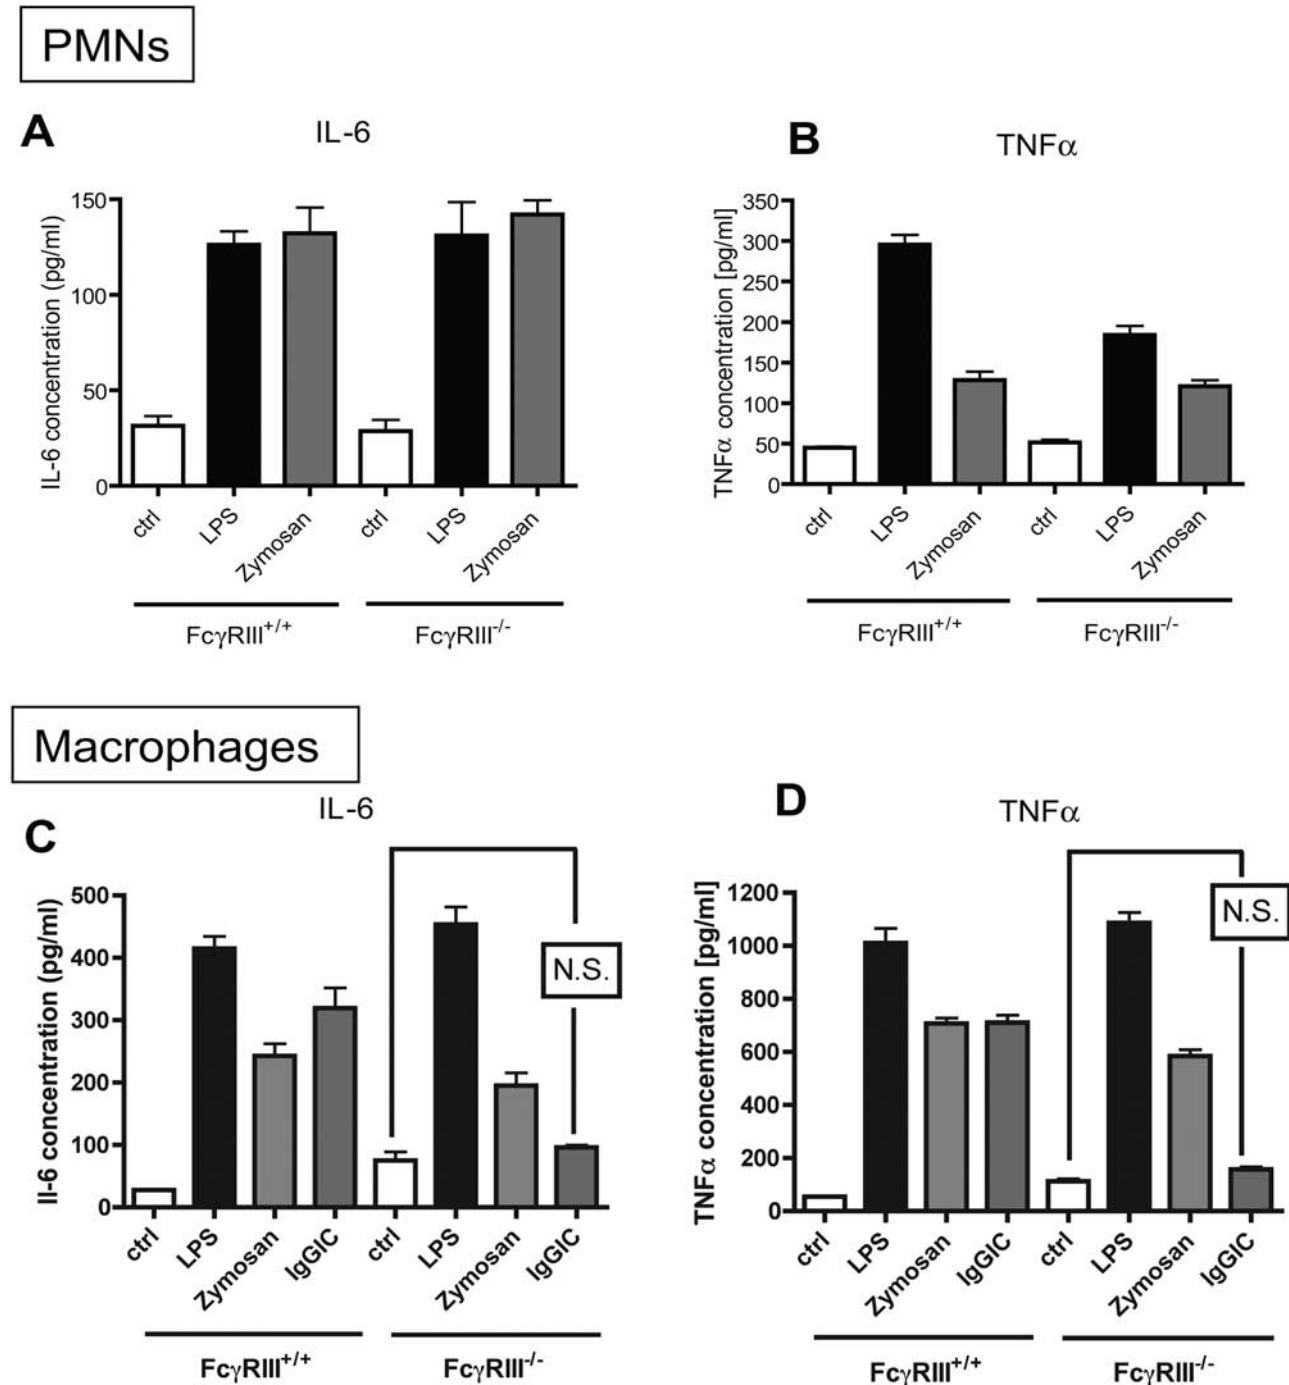 PMNs
A
IL-6
IL-6 concentration (pg/ml)
150
100
50
0
ctrl
LPS
Zymosan
ctrl
LPS
Zymosan
FcγRIII+/+
FcγRIII-/-
B
TNFα
TNFα concentration [pg/ml]
350
300
250
200
150
100
50
0
ctrl
LPS
Zymosan
ctrl
LPS
Zymosan
FcγRIII+/+
FcγRIII-/-
Macrophages
C
IL-6
Il-6 concentration (pg/ml)
500
400
300
200
100
0
N.S.
ctrl
LPS
Zymosan
IgGIC
ctrl
LPS
Zymosan
IgGIC
FcγRIII+/+
FcγRIII-/-
D
TNFα
TNFα concentration [pg/ml]
1200
1000
800
600
400
200
0
N.S.
ctrl
LPS
Zymosan
IgGIC
ctrl
LPS
Zymosan
IgGIC
FcγRIII+/+
FcγRIII-/-